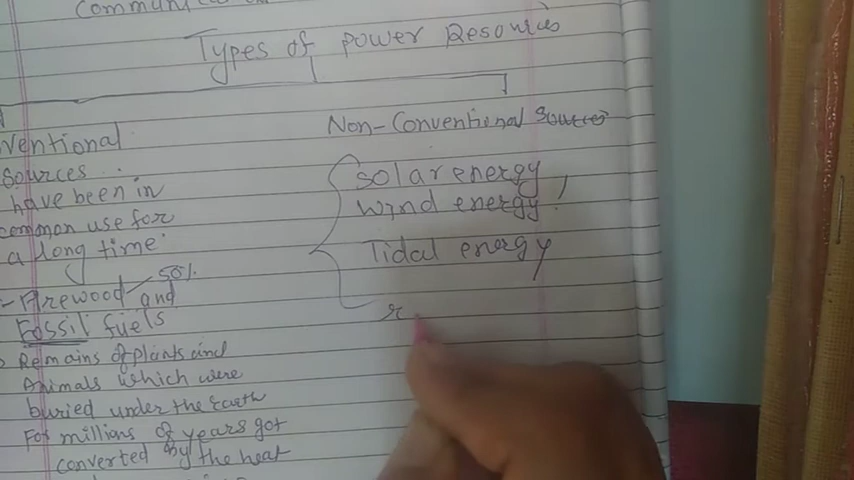 Types of Power Resources
ventional
Sources
have been in
common use for
a long time.
- Firewood 50%
and
Fossil fuels
Remains of plants and
Animals which were
buried under the Earth
For millions of years got
converted by the heat
Non-Conventional Sources
Solar energy
Wind energy
Tidal energy